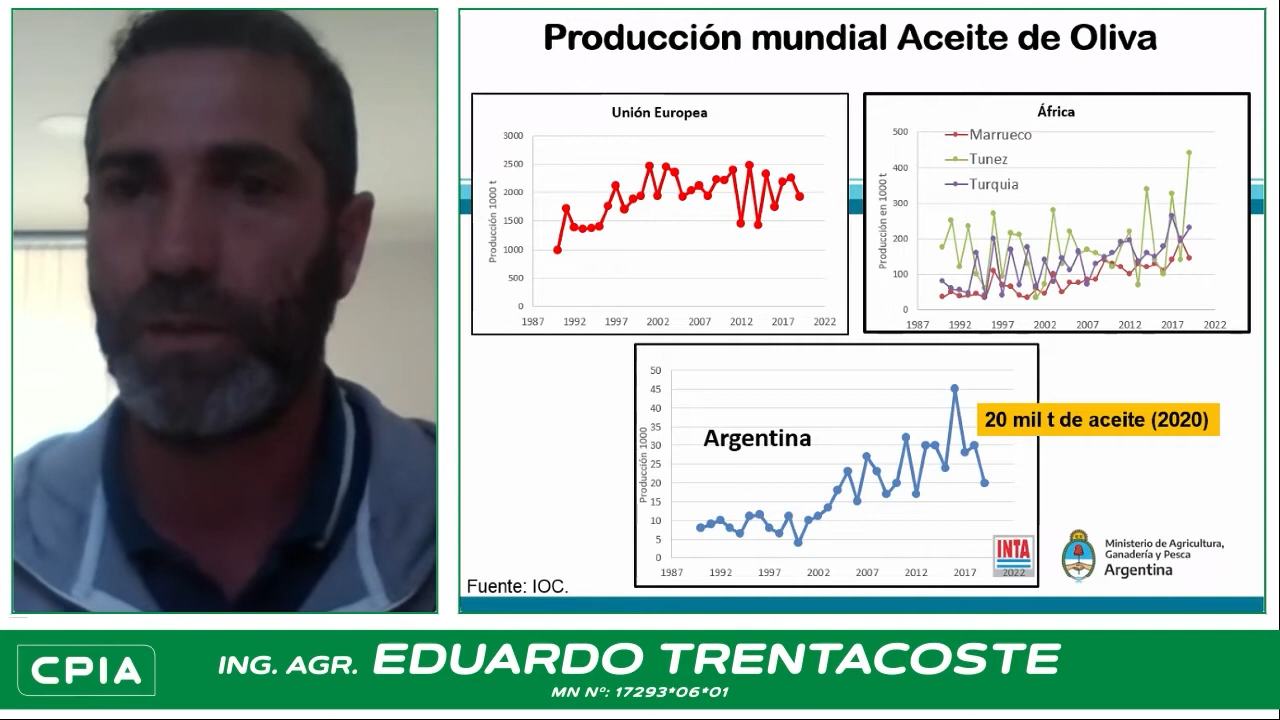 Producción mundial Aceite de Oliva
Unión Europea
3000
2500
2000
1500
1000
500
0
Producción 1000 t
1987 1992 1997 2002 2007 2012 2017 2022
África
Marrueco
Tunez
Turquia
500
400
300
200
100
0
Producción en 1000 t
1987 1992 1997 2002 2007 2012 2017 2022
Argentina
50
45
40
35
30
25
20
15
10
5
0
Producción 1000
1987 1992 1997 2002 2007 2012 2017 2022
20 mil t de aceite (2020)
INTA
Ministerio de Agricultura,
Ganadería y Pesca
Argentina
Fuente: IOC.
CPIA
ING. AGR. EDUARDO TRENTACOSTE
MN Nº: 17293*06*01